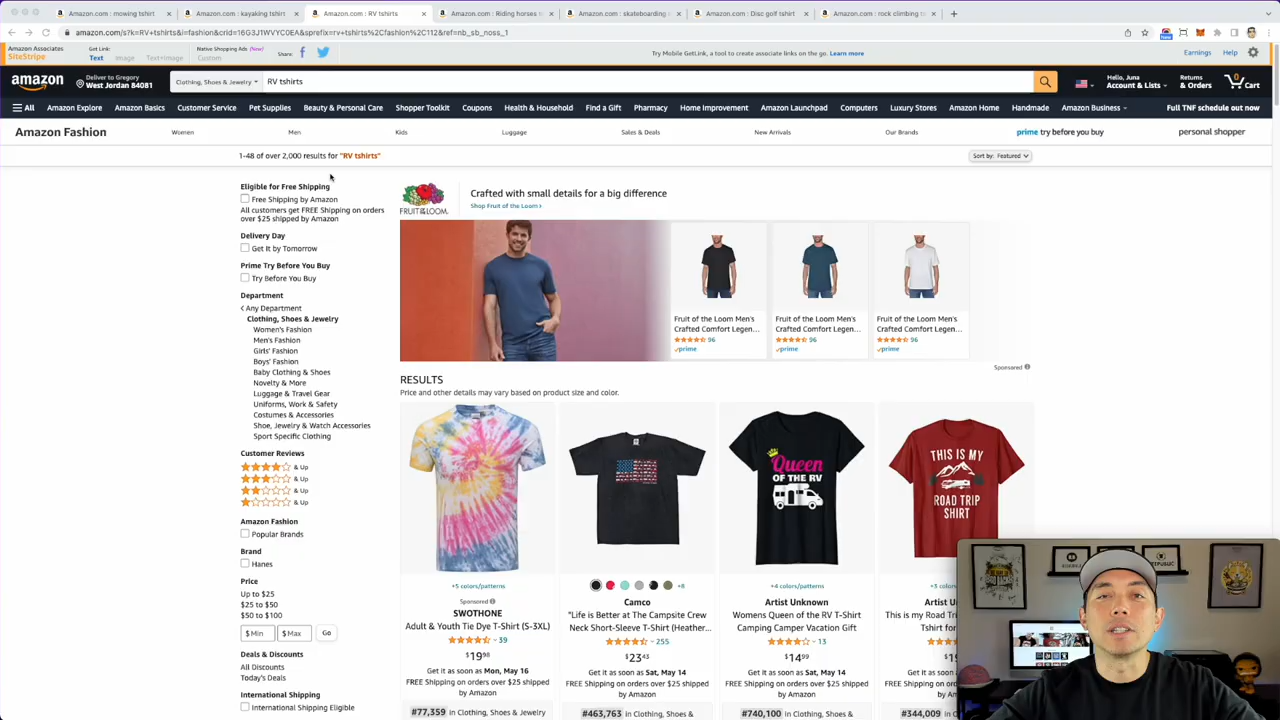 Amazon.com : mowing tshirt
Amazon.com : kayaking tshirt
Amazon.com : RV tshirts
Amazon.com : Riding horses t
Amazon.com : skateboarding
Amazon.com : Disc golf tshirt
Amazon.com : rock climbing t
amazon.com/s?k=RV+tshirts&i=fashion&crid=16G3J1WVYC0EA&sprefix=rv+tshirts%2Cfashion%2C112&ref=nb_sb_noss_1
Amazon Associates
SiteStripe
Get Link:
Text Image Text+Image
Native Shopping Ads (New!)
Custom
Share:
Try Mobile GetLink, a tool to create associate links on the go. Learn more
Earnings Help
amazon
Deliver to Gregory
West Jordan 84081
Clothing, Shoes & Jewelry
RV tshirts
Hello, Juna
Account & Lists
Returns
& Orders
0
Cart
All Amazon Explore Amazon Basics Customer Service Pet Supplies Beauty & Personal Care Shopper Toolkit Coupons Health & Household Find a Gift Pharmacy Home Improvement Amazon Launchpad Computers Luxury Stores Amazon Home Handmade Amazon Business Full TNF schedule out now
Amazon Fashion Women Men Kids Luggage Sales & Deals New Arrivals Our Brands prime try before you buy personal shopper
1-48 of over 2,000 results for "RV tshirts"
Sort by: Featured
Eligible for Free Shipping
Free Shipping by Amazon
All customers get FREE Shipping on orders
over $25 shipped by Amazon
Delivery Day
Get It by Tomorrow
Prime Try Before You Buy
Try Before You Buy
Department
Any Department
Clothing, Shoes & Jewelry
Women's Fashion
Men's Fashion
Girls' Fashion
Boys' Fashion
Baby Clothing & Shoes
Novelty & More
Luggage & Travel Gear
Uniforms, Work & Safety
Costumes & Accessories
Shoe, Jewelry & Watch Accessories
Sport Specific Clothing
Customer Reviews
& Up
& Up
& Up
& Up
Amazon Fashion
Popular Brands
Brand
Hanes
Price
Up to $25
$25 to $50
$50 to $100
$ Min $ Max Go
Deals & Discounts
All Discounts
Today's Deals
International Shipping
International Shipping Eligible
FRUIT OF THE LOOM
Crafted with small details for a big difference
Shop Fruit of the Loom ›
Fruit of the Loom Men's
Crafted Comfort Legen...
96
prime
Fruit of the Loom Men's
Crafted Comfort Legen...
96
prime
Fruit of the Loom Men's
Crafted Comfort Legen...
96
prime
Sponsored
RESULTS
Price and other details may vary based on product size and color.
+5 colors/patterns
Sponsored
SWOTHONE
Adult & Youth Tie Dye T-Shirt (S-3XL)
39
$1998
Get it as soon as Mon, May 16
FREE Shipping on orders over $25 shipped
by Amazon
#77,359 in Clothing, Shoes & Jewelry
+8
Camco
"Life is Better at The Campsite Crew
Neck Short-Sleeve T-Shirt (Heather...
255
$2343
Get it as soon as Sat, May 14
FREE Shipping on orders over $25 shipped
by Amazon
#463,763 in Clothing, Shoes &
Queen
OF THE RV
+4 colors/patterns
Artist Unknown
Womens Queen of the RV T-Shirt
Camping Camper Vacation Gift
13
$1499
Get it as soon as Sat, May 14
FREE Shipping on orders over $25 shipped
by Amazon
#740,100 in Clothing, Shoes &
THIS IS MY
ROAD TRIP
SHIRT
Artist U
This is my Road Tri
Tshirt for
Get it as soon a
FREE Shipping on o
by A
#344,009 in